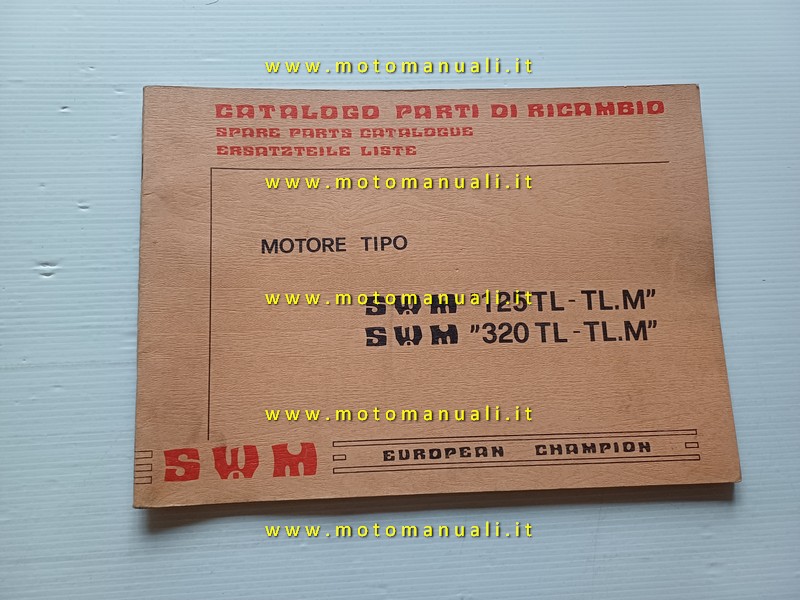 www.motomanuali.it
CATALOGO PARTI DI RICAMBIO
SPARE PARTS CATALOGUE
ERSATZTEILE LISTE
www.motomanuali.it
MOTORE TIPO
www.motomanuali.it
SWM "125 TL - TL.M"
SWM "320 TL - TL.M"
www.motomanuali.it
SWM EUROPEAN CHAMPION
www.motomanuali.it